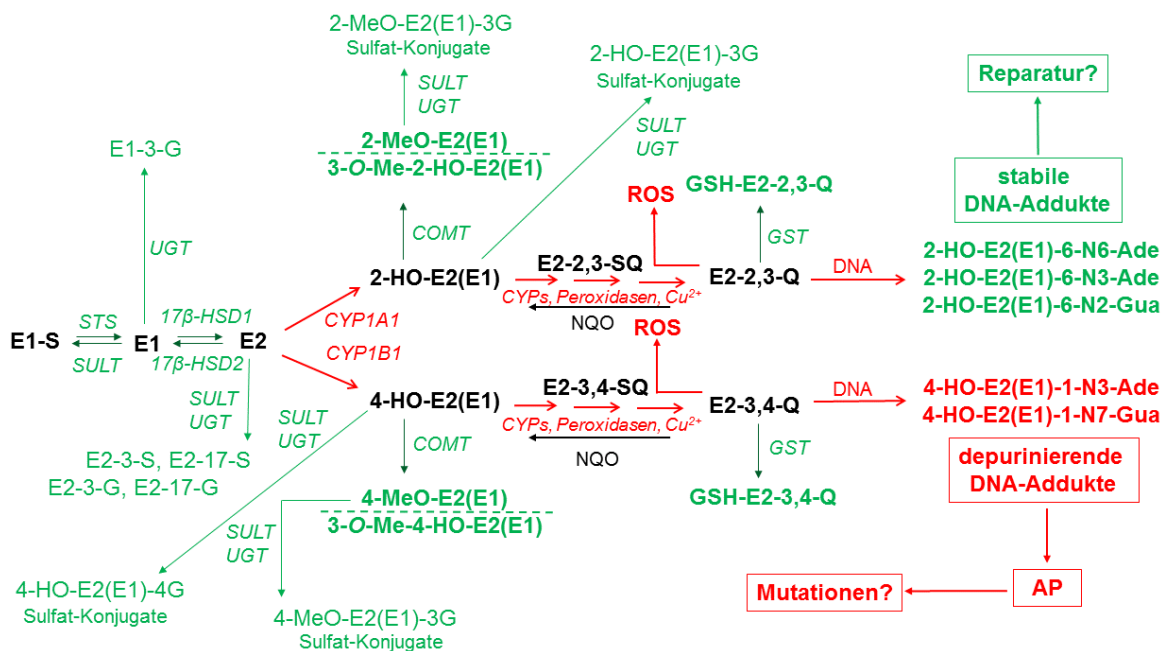 2-MeO-E2(E1)-3G
Sulfat-Konjugate
2-HO-E2(E1)-3G
Sulfat-Konjugate
Reparatur?
SULT
UGT
SULT
UGT
E1-3-G
2-MeO-E2(E1)
3-O-Me-2-HO-E2(E1)
stabile
DNA-Addukte
ROS
GSH-E2-2,3-Q
UGT
COMT
GST
2-HO-E2(E1)
E2-2,3-SQ
E2-2,3-Q
DNA
CYPs, Peroxidasen, Cu²⁺
NQO
2-HO-E2(E1)-6-N6-Ade
2-HO-E2(E1)-6-N3-Ade
2-HO-E2(E1)-6-N2-Gua
E1-S
STS
SULT
E1
17β-HSD1
17β-HSD2
E2
CYP1A1
CYP1B1
ROS
4-HO-E2(E1)
E2-3,4-SQ
E2-3,4-Q
DNA
CYPs, Peroxidasen, Cu²⁺
NQO
4-HO-E2(E1)-1-N3-Ade
4-HO-E2(E1)-1-N7-Gua
SULT
UGT
SULT
UGT
COMT
GST
E2-3-S, E2-17-S
E2-3-G, E2-17-G
depurinierende
DNA-Addukte
4-MeO-E2(E1)
3-O-Me-4-HO-E2(E1)
GSH-E2-3,4-Q
SULT
UGT
4-HO-E2(E1)-4G
Sulfat-Konjugate
4-MeO-E2(E1)-3G
Sulfat-Konjugate
Mutationen?
AP